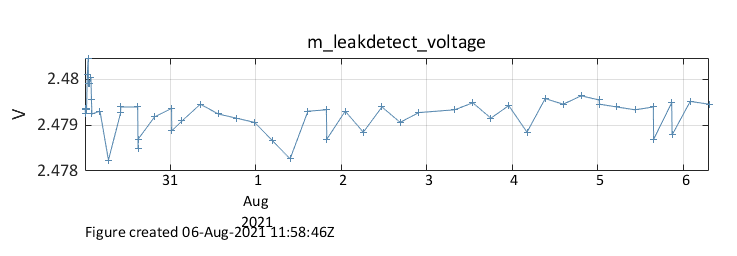 m_leakdetect_voltage
2.48
2.479
2.478
V
31 1 2 3 4 5 6
Aug
2021
Figure created 06-Aug-2021 11:58:46Z